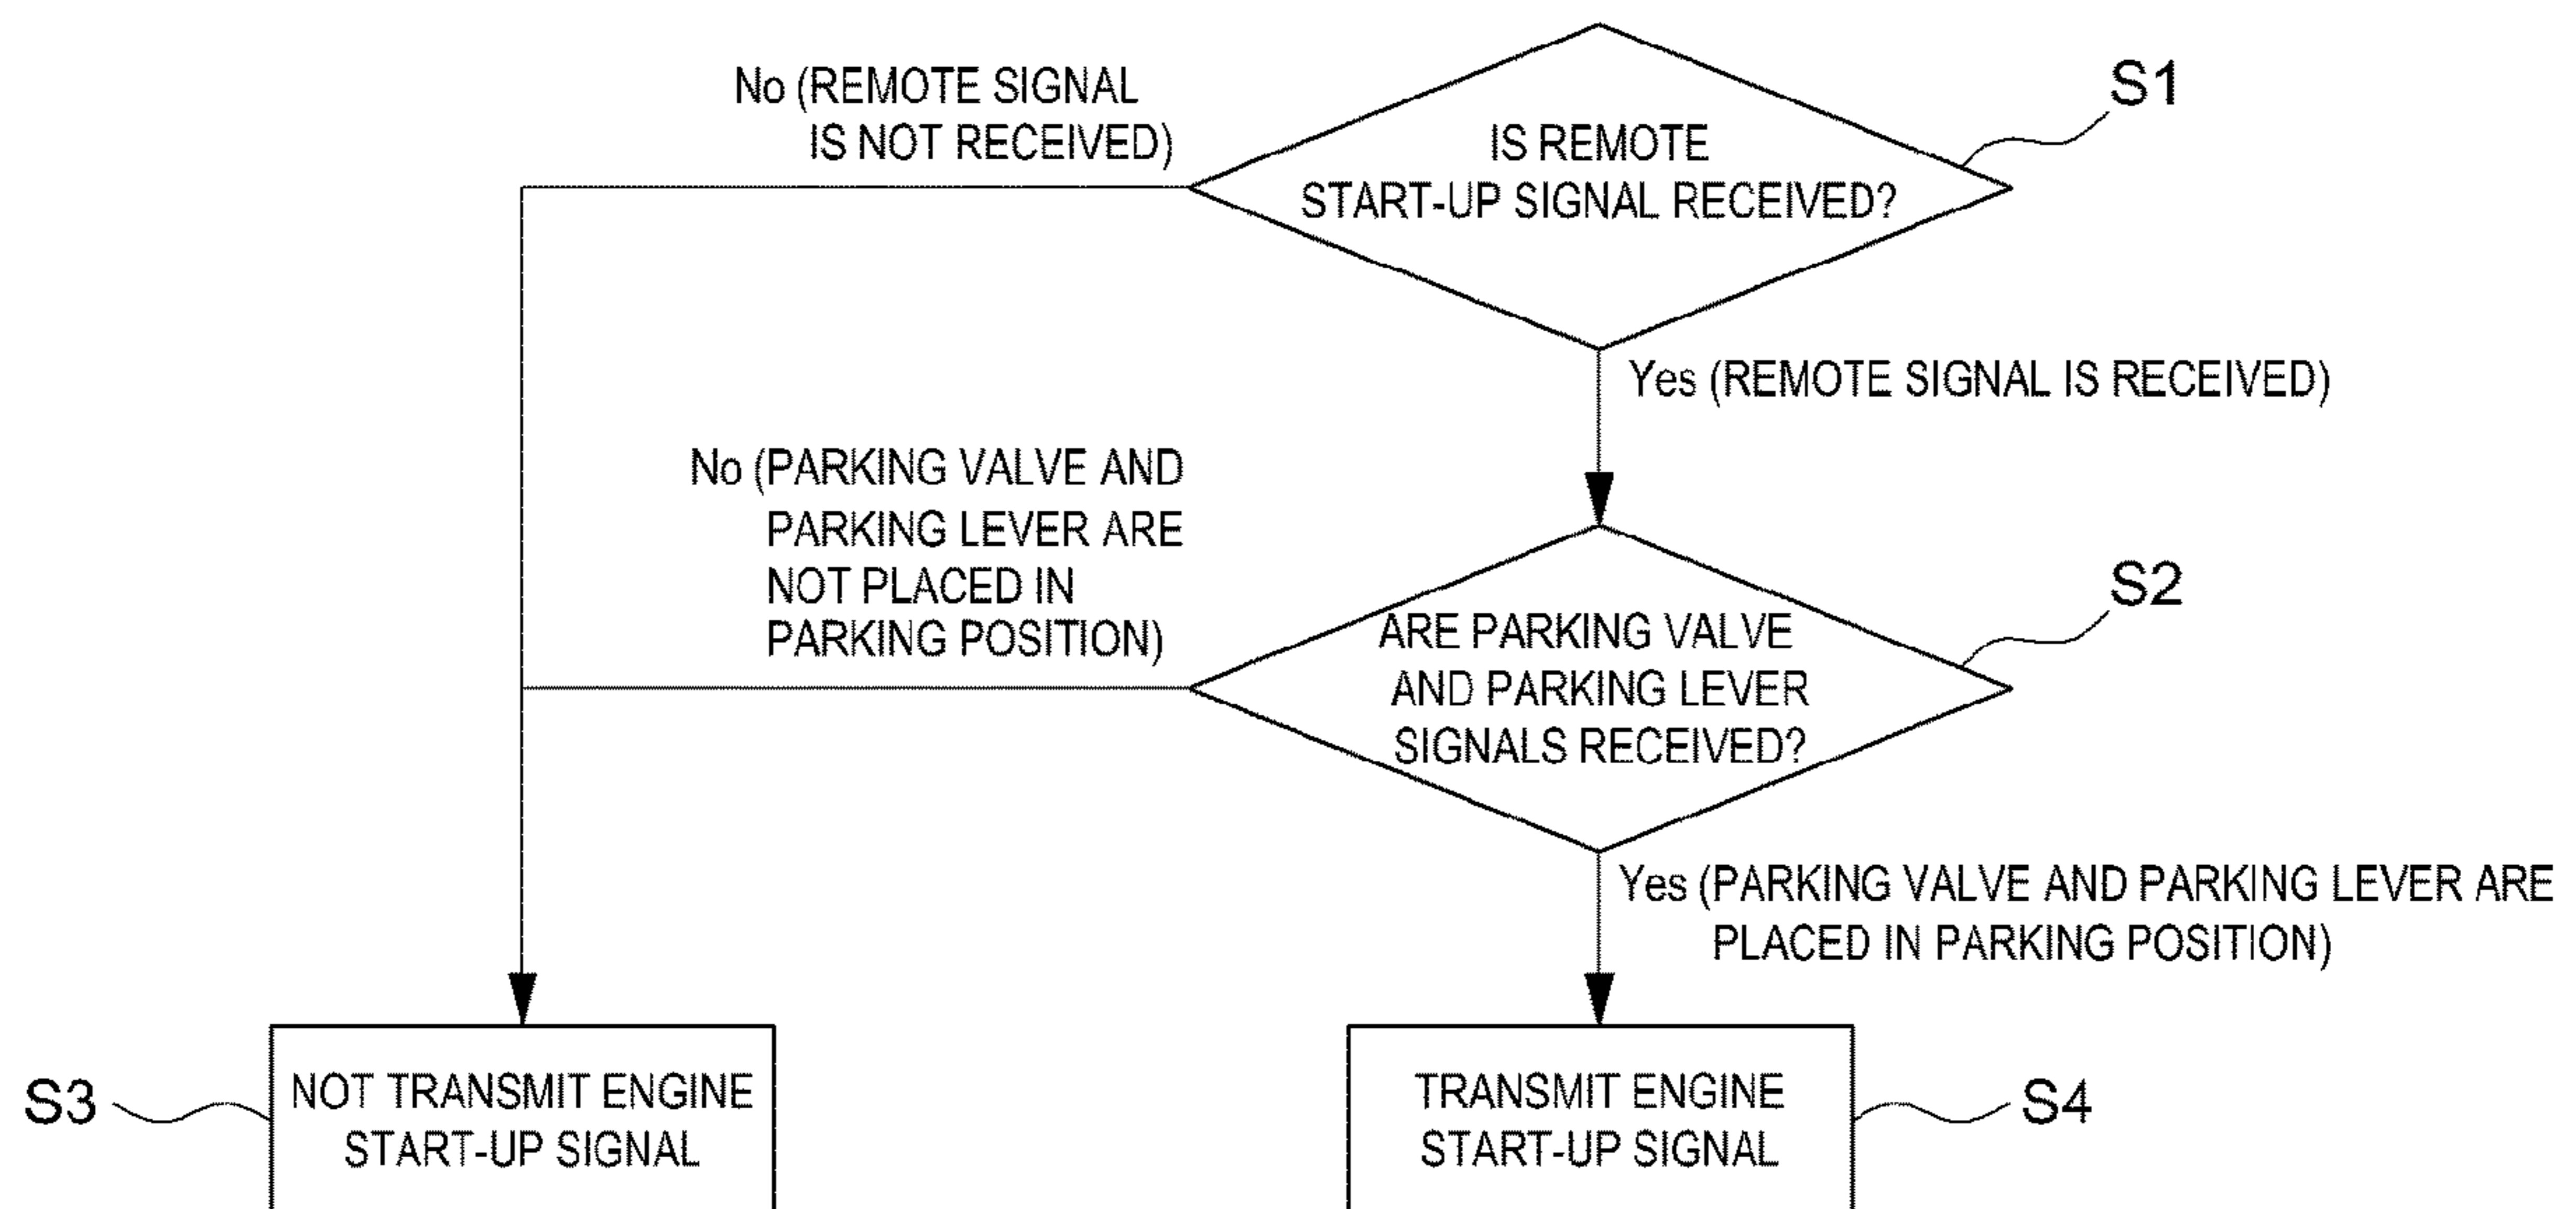 No (REMOTE SIGNAL
IS NOT RECEIVED)
IS REMOTE
START-UP SIGNAL RECEIVED?
S1
Yes (REMOTE SIGNAL IS RECEIVED)
No (PARKING VALVE AND
PARKING LEVER ARE
NOT PLACED IN
PARKING POSITION)
ARE PARKING VALVE
AND PARKING LEVER
SIGNALS RECEIVED?
S2
Yes (PARKING VALVE AND PARKING LEVER ARE
PLACED IN PARKING POSITION)
S3
NOT TRANSMIT ENGINE
START-UP SIGNAL
TRANSMIT ENGINE
START-UP SIGNAL
S4